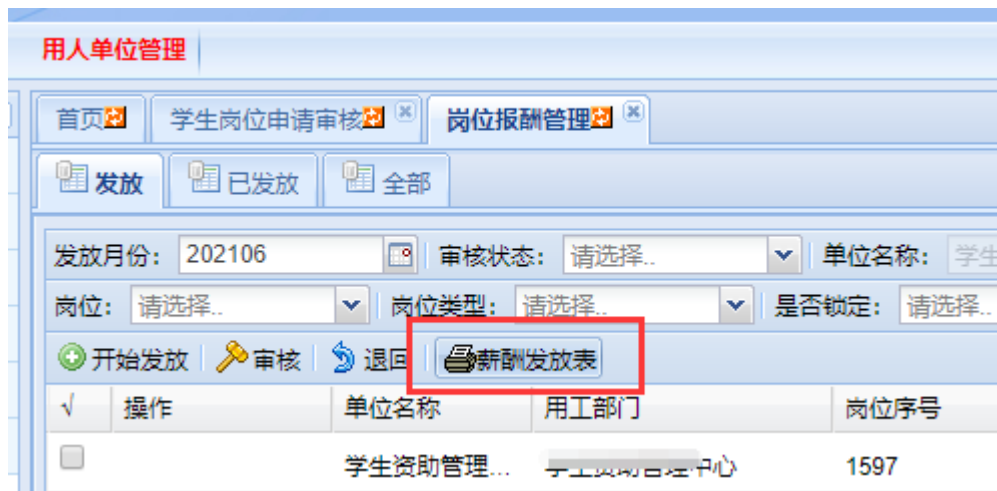 用人单位管理
首页 学生岗位申请审核 岗位报酬管理
发放 已发放 全部
发放月份： 202106 审核状态： 请选择.. 单位名称： 学生
岗位： 请选择.. 岗位类型： 请选择.. 是否锁定： 请选择..
开始发放 审核 退回 薪酬发放表
√ 操作 单位名称 用工部门 岗位序号
学生资助管理... 中心 1597